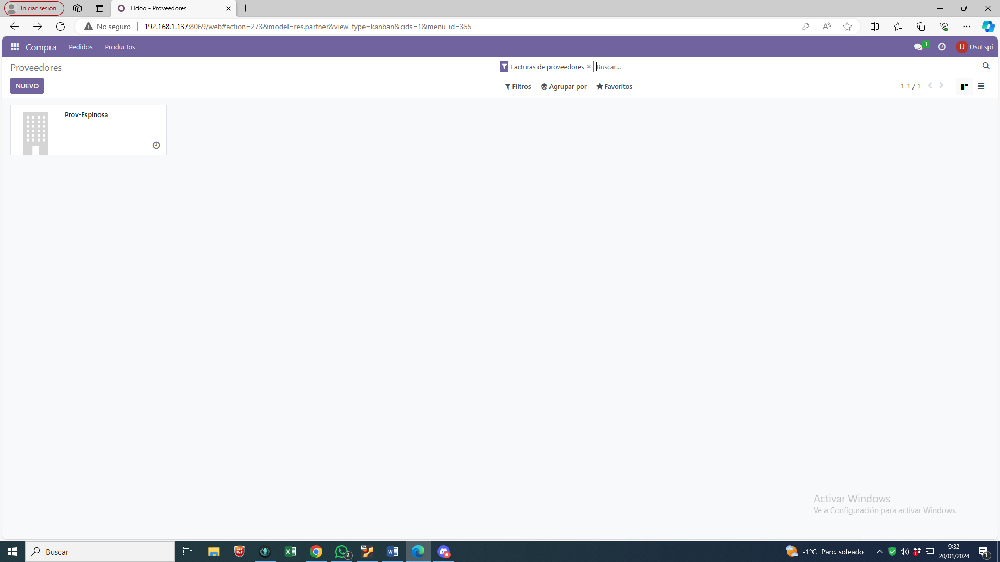 Iniciar sesión
Odoo - Proveedores
No seguro
192.168.1.137:8069/web#action=273&model=res.partner&view_type=kanban&cids=1&menu_id=355
Compra Pedidos Productos
1
U UsuEspi
Proveedores
Facturas de proveedores × Buscar...
NUEVO
Filtros Agrupar por Favoritos
1-1 / 1
Prov-Espinosa
Activar Windows
Ve a Configuración para activar Windows.
Buscar
2
64
-1°C Parc. soleado
1
9:32
20/01/2024
1